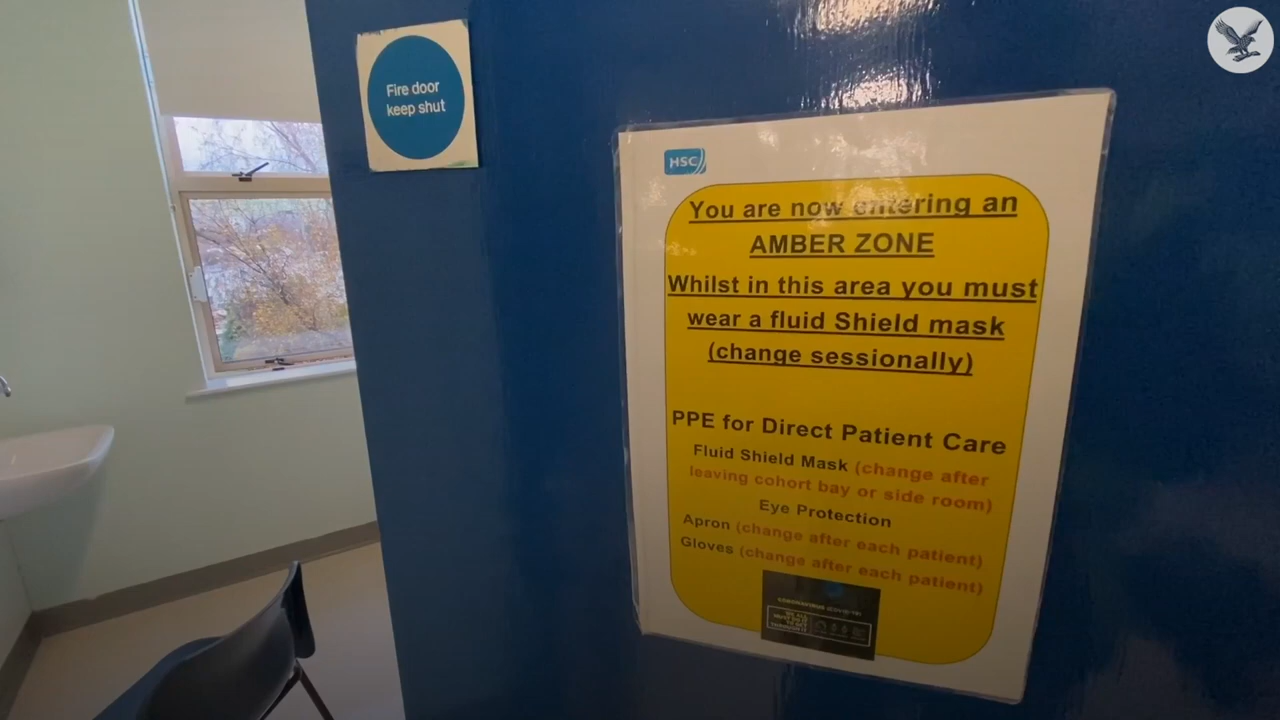 Fire door
keep shut
HSC
You are now entering an
AMBER ZONE
Whilst in this area you must
wear a fluid Shield mask
(change sessionally)
PPE for Direct Patient Care
Fluid Shield Mask (change after
leaving cohort bay or side room)
Eye Protection
Apron (change after each patient)
Gloves (change after each patient)